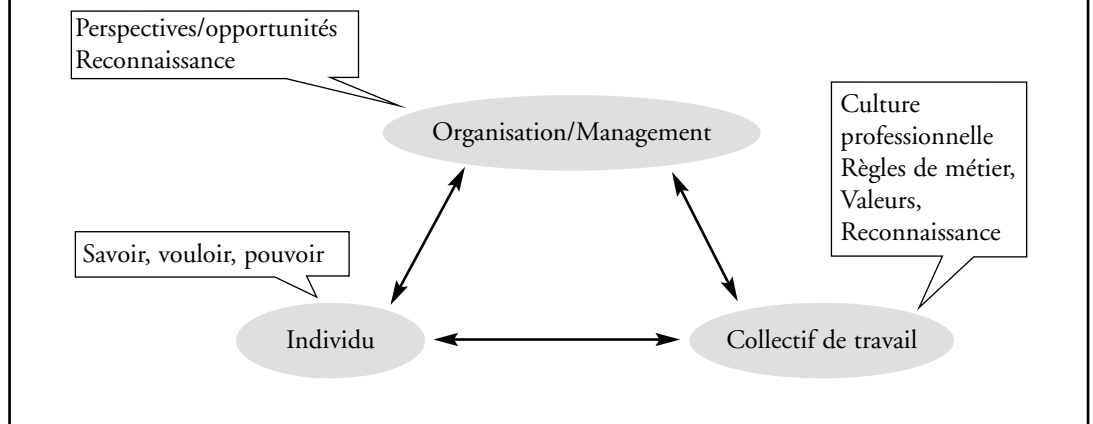 Perspectives/opportunités
Reconnaissance
Organisation/Management
Culture
professionnelle
Règles de métier,
Valeurs,
Reconnaissance
Savoir, vouloir, pouvoir
Individu
Collectif de travail